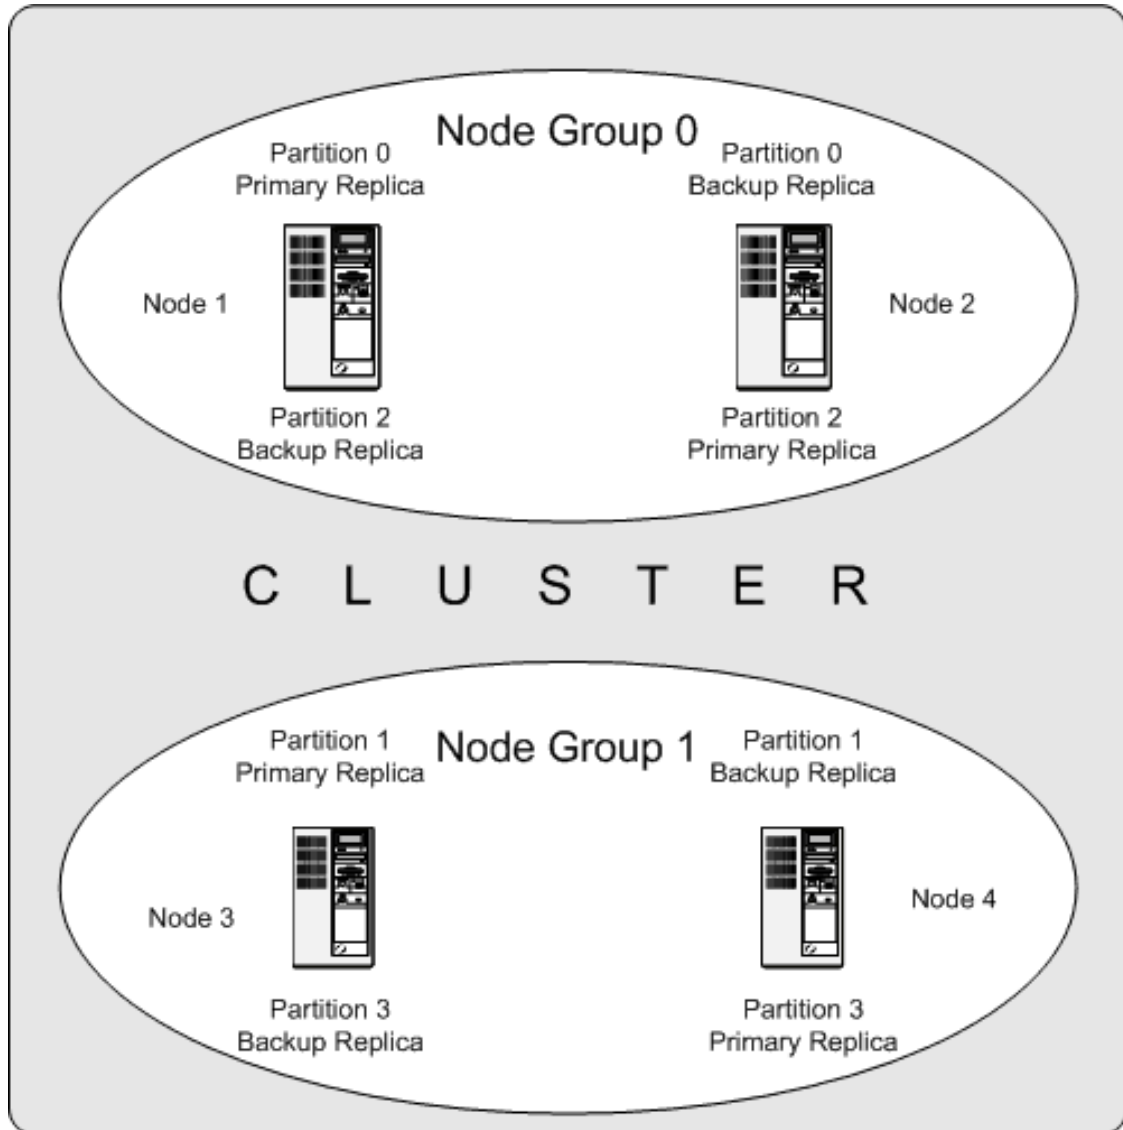 Node Group 0
Partition 0
Primary Replica
Partition 0
Backup Replica
Node 1
Node 2
Partition 2
Backup Replica
Partition 2
Primary Replica
C L U S T E R
Node Group 1
Partition 1
Primary Replica
Partition 1
Backup Replica
Node 3
Node 4
Partition 3
Backup Replica
Partition 3
Primary Replica